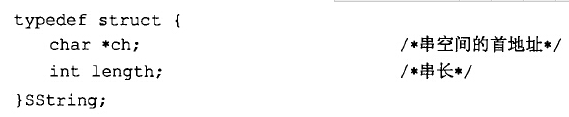 typedef struct {
char *ch; /*串空间的首地址*/
int length; /*串长*/
}SString;